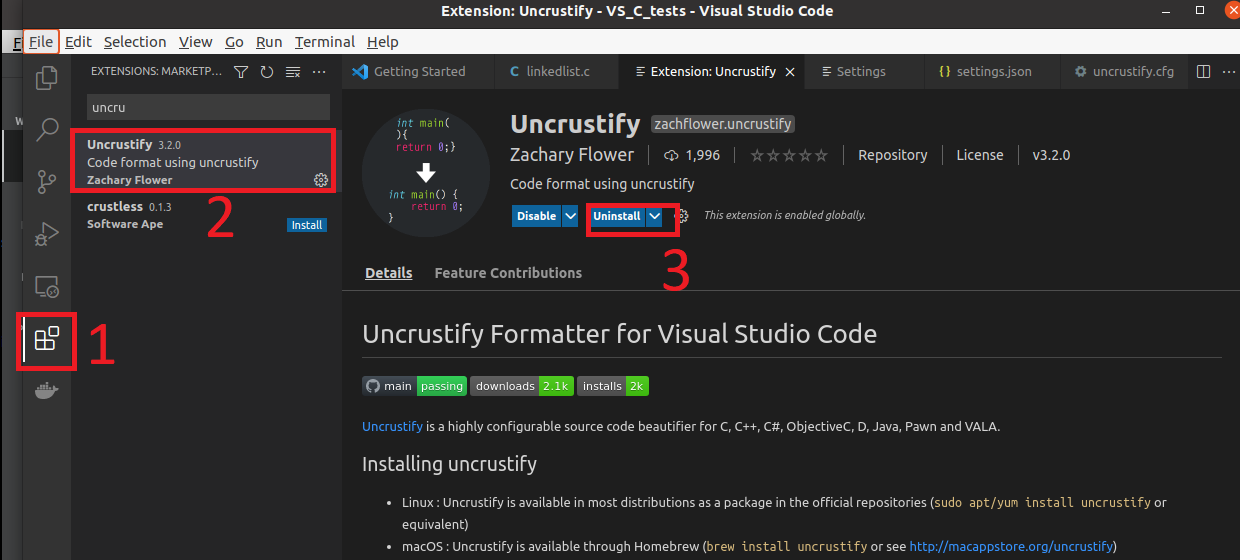 Extension: Uncrustify - VS_C_tests - Visual Studio Code
File Edit Selection View Go Run Terminal Help
EXTENSIONS: MARKETP... ···
Getting Started
linkedlist.c
Extension: Uncrustify
Settings
settings.json
uncrustify.cfg
uncru
Uncrustify 3.2.0
Code format using uncrustify
Zachary Flower
crustless 0.1.3
Software Ape
Install
1
2
3
int main(
){
return 0;}
int main() {
return 0;
}
Uncrustify zachflower.uncrustify
Zachary Flower 1,996 Repository License v3.2.0
Code format using uncrustify
Disable Uninstall This extension is enabled globally.
Details Feature Contributions
Uncrustify Formatter for Visual Studio Code
main passing downloads 2.1k installs 2k
Uncrustify is a highly configurable source code beautifier for C, C++, C#, ObjectiveC, D, Java, Pawn and VALA.
Installing uncrustify
• Linux : Uncrustify is available in most distributions as a package in the official repositories (sudo apt/yum install uncrustify or
equivalent)
• macOS : Uncrustify is available through Homebrew (brew install uncrustify or see http://macappstore.org/uncrustify)